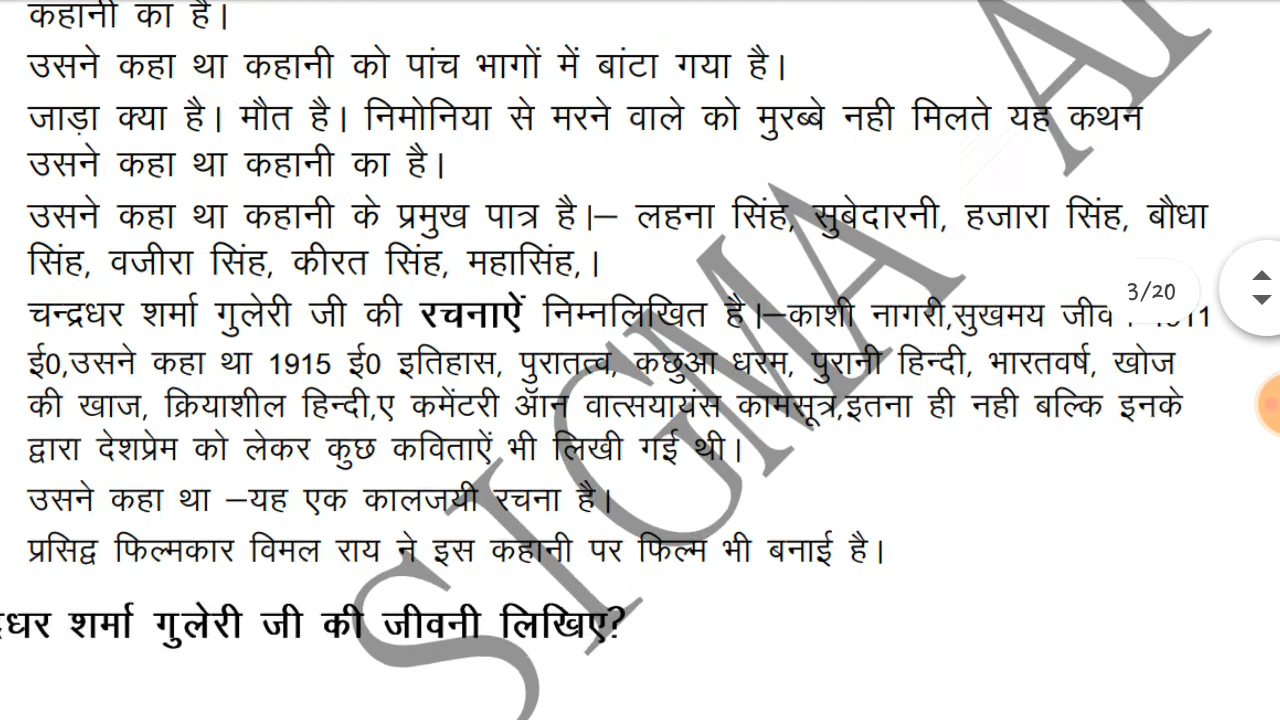 कहानी का है।
उसने कहा था कहानी को पांच भागों में बांटा गया है।
जाड़ा क्या है। मौत है। निमोनिया से मरने वाले को मुरब्बे नही मिलते यह कथन
उसने कहा था कहानी का है।
उसने कहा था कहानी के प्रमुख पात्र है।– लहना सिंह, सुबेदारनी, हजारा सिंह, बौधा
सिंह, वजीरा सिंह, कीरत सिंह, महासिंह,।
3/20
चन्द्रधर शर्मा गुलेरी जी की रचनाऐं निम्नलिखित है।–काशी नागरी,सुखमय
ई0,उसने कहा था 1915 ई0 इतिहास, पुरातत्व, कछुआ धरम, पुरानी हिन्दी, भारतवर्ष, खोज
की खाज, क्रियाशील हिन्दी,ए कमेंटरी ऑन वात्सयायंस कामसूत्र,इतना ही नही बल्कि इनके
द्वारा देशप्रेम को लेकर कुछ कविताऐं भी लिखी गई थी।
उसने कहा था –यह एक कालजयी रचना है।
प्रसिद्व फिल्मकार विमल राय ने इस कहानी पर फिल्म भी बनाई है।
शर्मा गुलेरी जी की जीवनी लिखिए?
SIGMA